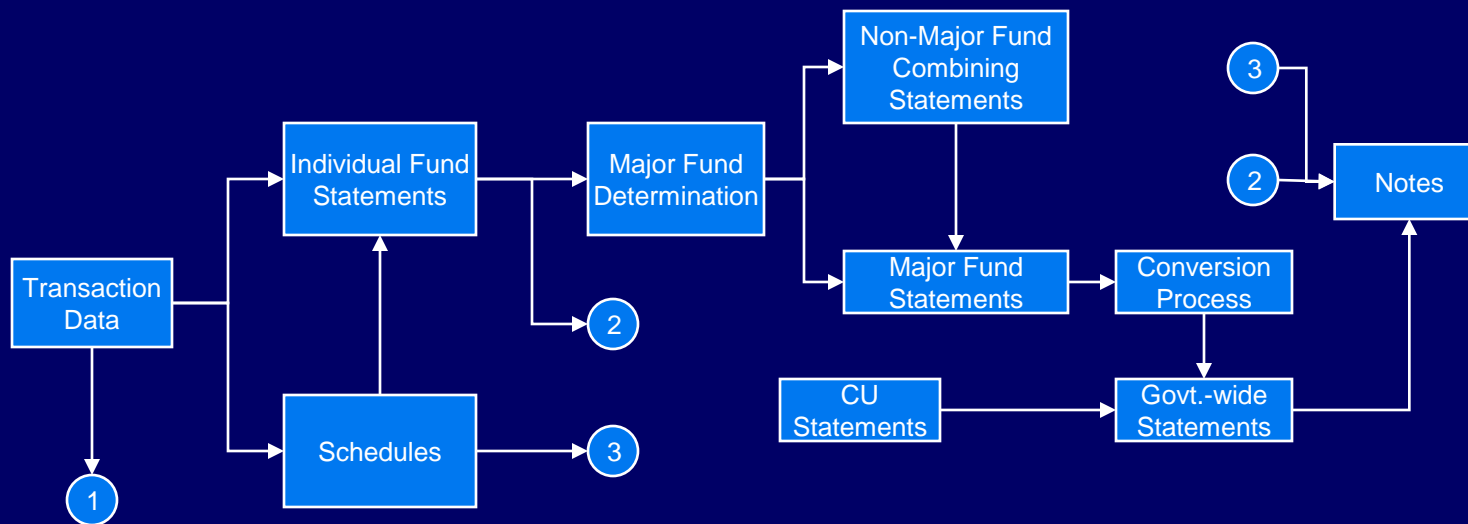 Non-Major Fund
Combining
Statements
3
Individual Fund
Statements
Major Fund
Determination
2
Notes
Transaction
Data
Major Fund
Statements
Conversion
Process
2
CU
Statements
Govt.-wide
Statements
Schedules
3
1